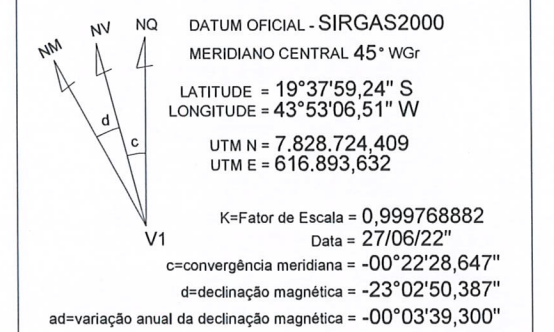 NM
NV
NQ
DATUM OFICIAL - SIRGAS2000
MERIDIANO CENTRAL 45° WGr
LATITUDE = 19°37'59,24" S
LONGITUDE = 43°53'06,51" W
d
c
UTM N = 7.828.724,409
UTM E = 616.893,632
V1
K=Fator de Escala = 0,999768882
Data = 27/06/22"
c=convergência meridiana = -00°22'28,647"
d=declinação magnética = -23°02'50,387"
ad=variação anual da declinação magnética = -00°03'39,300"